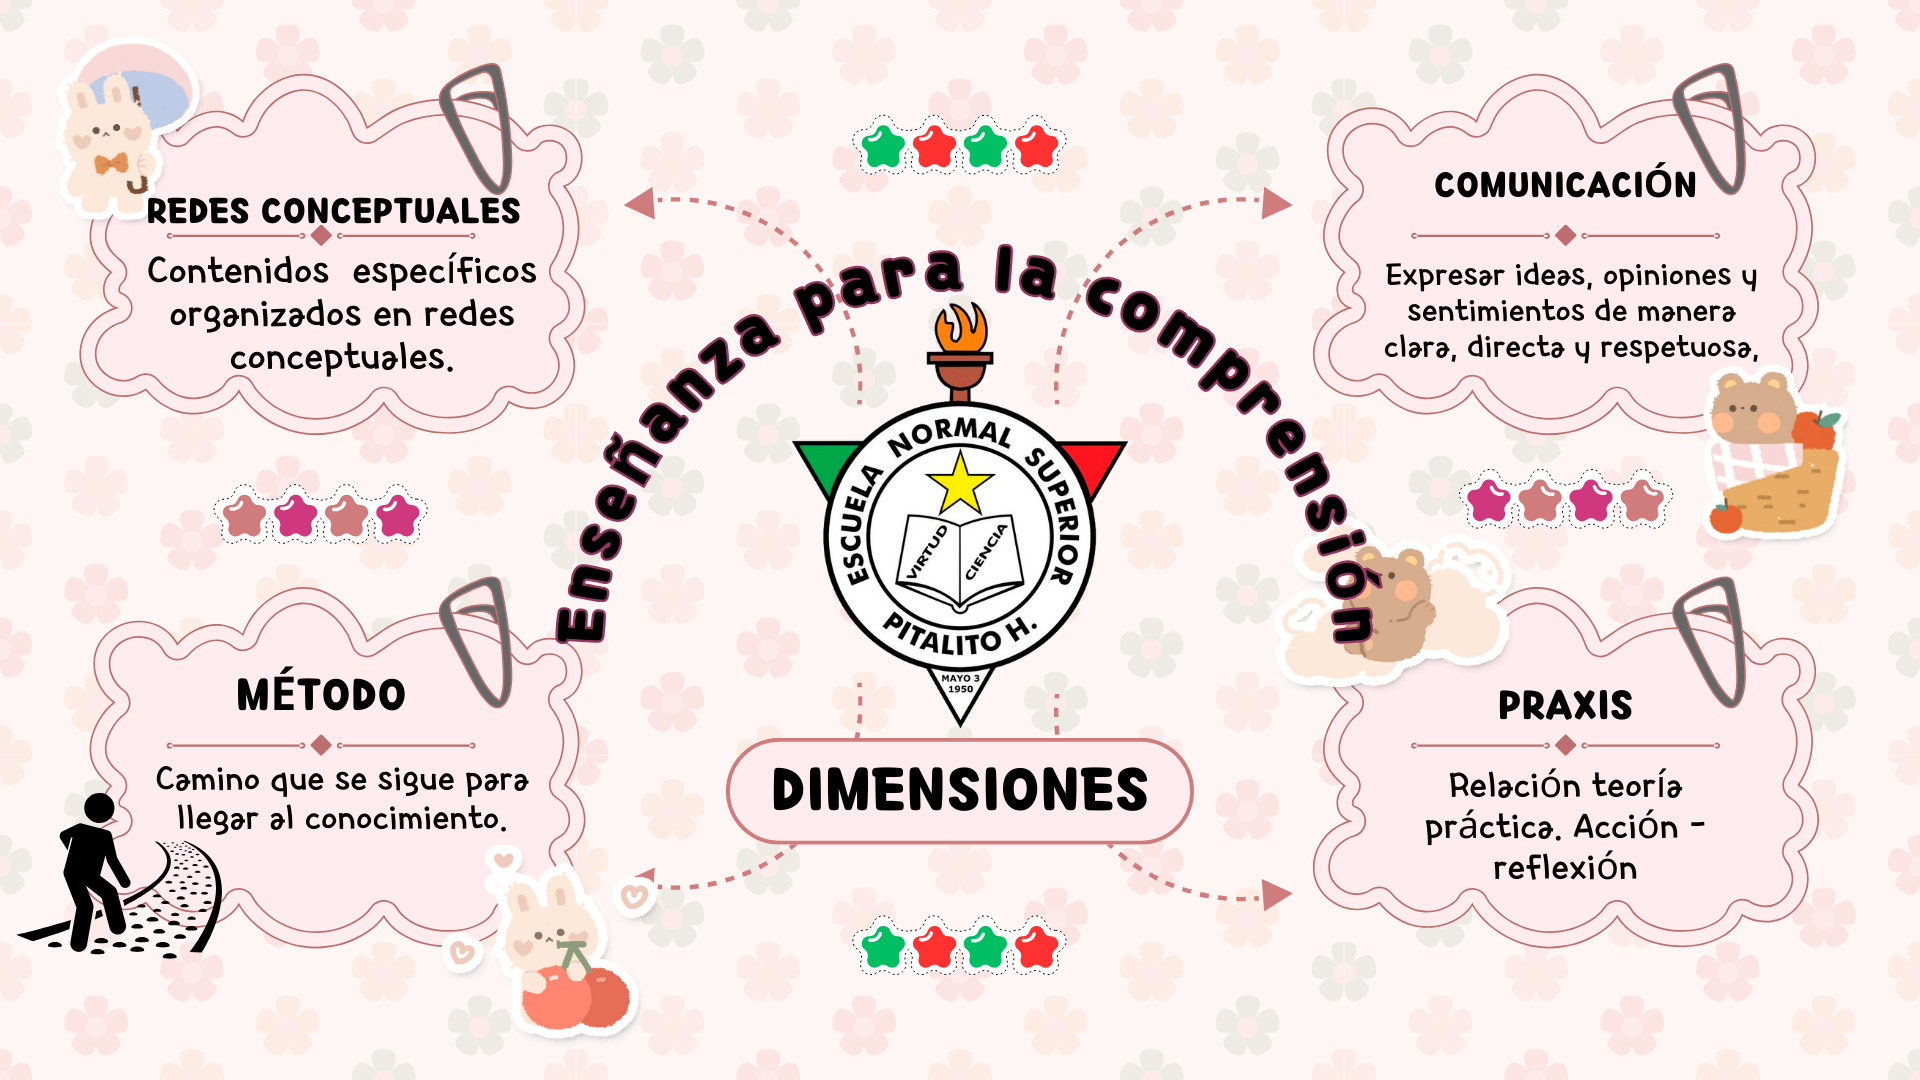 REDES CONCEPTUALES
Contenidos específicos
organizados en redes
conceptuales.
COMUNICACIÓN
Expresar ideas, opiniones y
sentimientos de manera
clara, directa y respetuosa,
Enseñanza para la comprensión
ESCUELA NORMAL SUPERIOR
VIRTUD
CIENCIA
PITALITO H.
MAYO 3
1950
DIMENSIONES
MÉTODO
Camino que se sigue para
llegar al conocimiento.
PRAXIS
Relación teoría
práctica. Acción -
reflexión